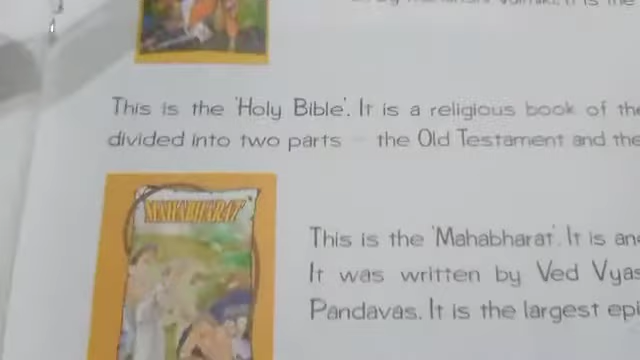 is the
This is the 'Holy Bible'. It is a religious book of the
divided into two parts – the Old Testament and the
MAHABHARAT
This is the 'Mahabharat'. It is an
It was written by Ved Vyas
Pandavas. It is the largest epi